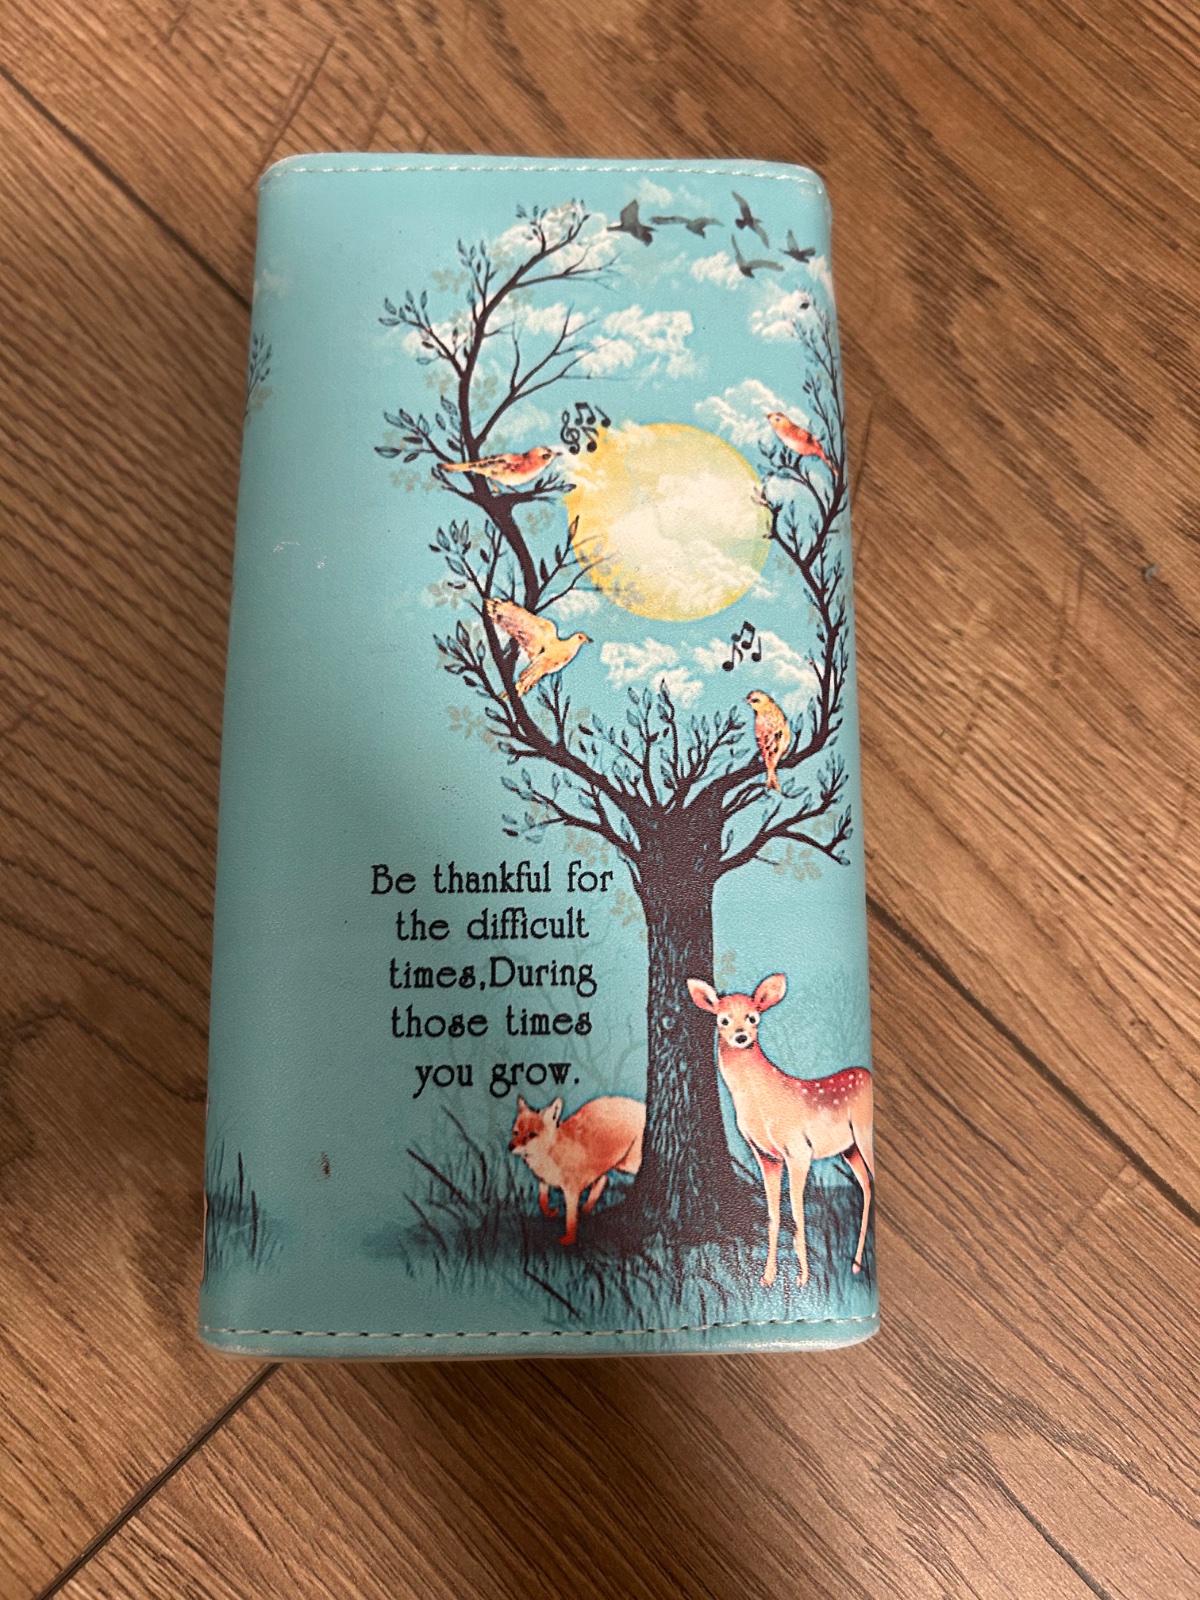 Be thankful for
the difficult
times,During
those times
you grow.